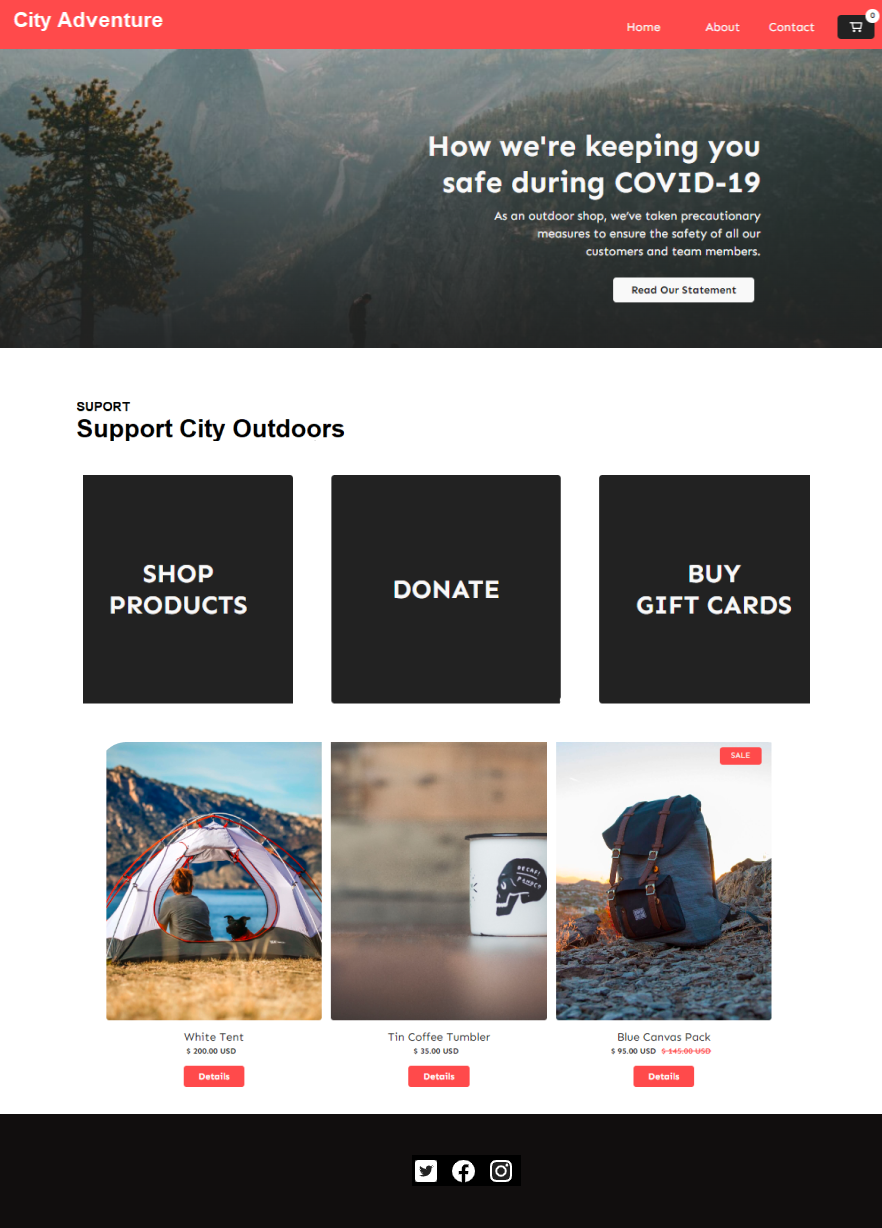 City Adventure
Home About Contact 0
How we're keeping you
safe during COVID-19
As an outdoor shop, we've taken precautionary
measures to ensure the safety of all our
customers and team members.
Read Our Statement
SUPORT
Support City Outdoors
SHOP
PRODUCTS
DONATE
BUY
GIFT CARDS
SALE
White Tent
$ 200.00 USD
Details
Tin Coffee Tumbler
$ 35.00 USD
Details
Blue Canvas Pack
$ 95.00 USD $ 145.00 USD
Details